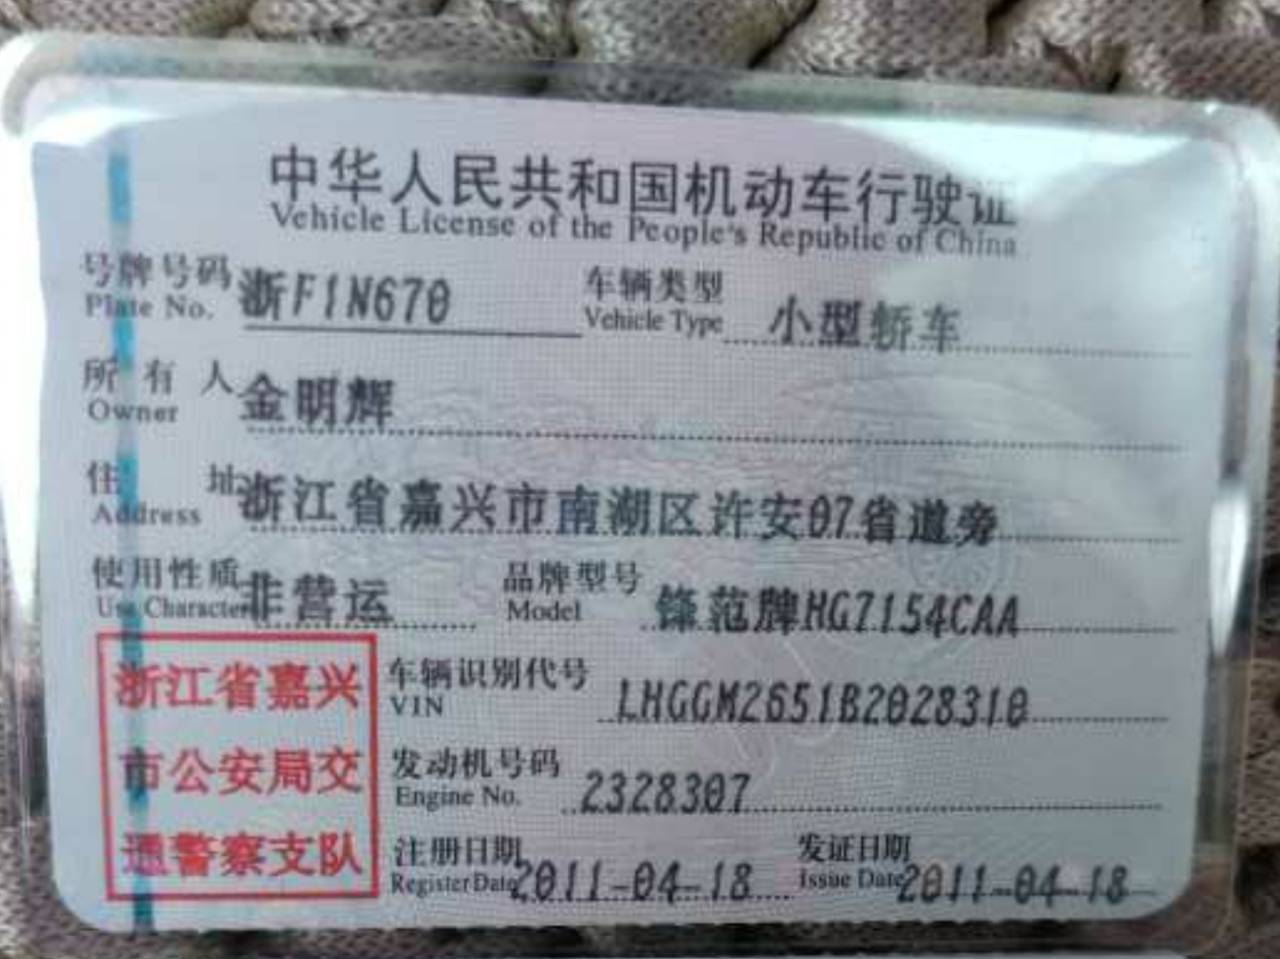 中华人民共和国机动车行驶证
Vehicle License of the People's Republic of China
号牌号码 浙F1N670 车辆类型 小型轿车
Plate No. Vehicle Type
所有人 金明辉
Owner
住址 浙江省嘉兴市南湖区许安07省道旁
Address
使用性质 非营运 品牌型号 锋范牌HG7154CAA
Use Character Model
浙江省嘉兴
市公安局交
通警察支队
车辆识别代号 LHGGM2651B2028310
VIN
发动机号码 2328307
Engine No.
注册日期 2011-04-18 发证日期 2011-04-18
Register Date Issue Date